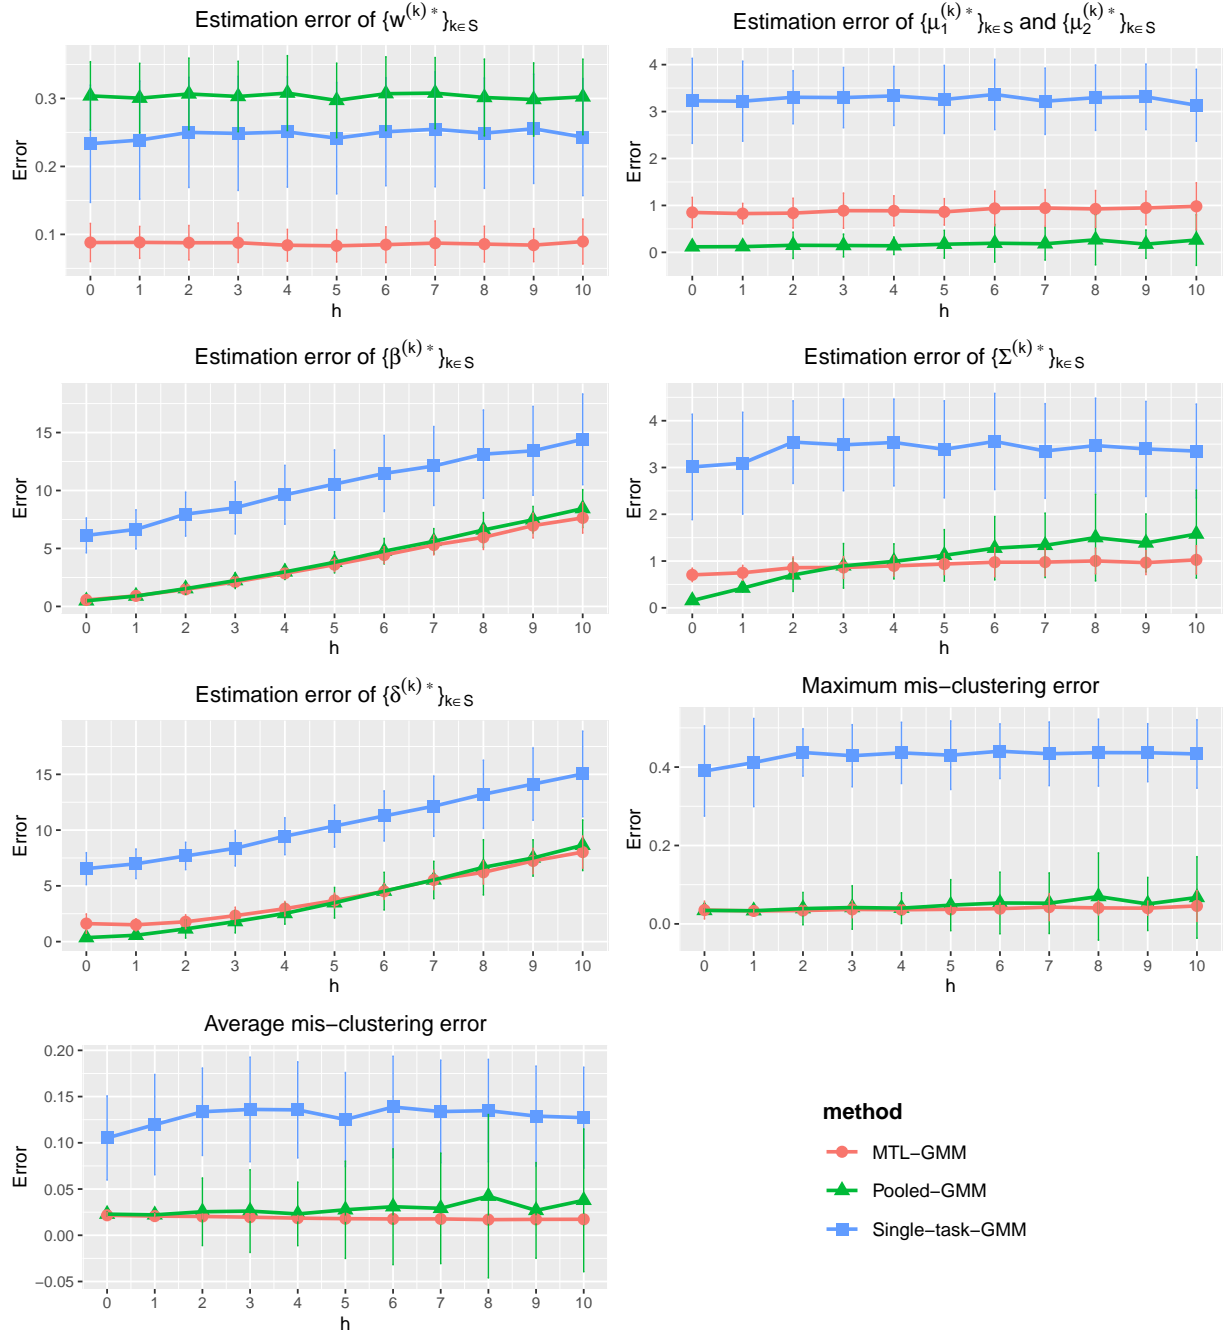 Estimation error of {w^(k)*}_k∈S
Error
0.3
0.2
0.1
0 1 2 3 4 5 6 7 8 9 10
h
Estimation error of {μ_1^(k)*}_k∈S and {μ_2^(k)*}_k∈S
Error
4
3
2
1
0
0 1 2 3 4 5 6 7 8 9 10
h
Estimation error of {β^(k)*}_k∈S
Error
15
10
5
0
0 1 2 3 4 5 6 7 8 9 10
h
Estimation error of {Σ^(k)*}_k∈S
Error
4
3
2
1
0
0 1 2 3 4 5 6 7 8 9 10
h
Estimation error of {δ^(k)*}_k∈S
Error
15
10
5
0
0 1 2 3 4 5 6 7 8 9 10
h
Maximum mis−clustering error
Error
0.4
0.2
0.0
0 1 2 3 4 5 6 7 8 9 10
h
Average mis−clustering error
Error
0.20
0.15
0.10
0.05
0.00
−0.05
0 1 2 3 4 5 6 7 8 9 10
h
method
MTL−GMM
Pooled−GMM
Single−task−GMM